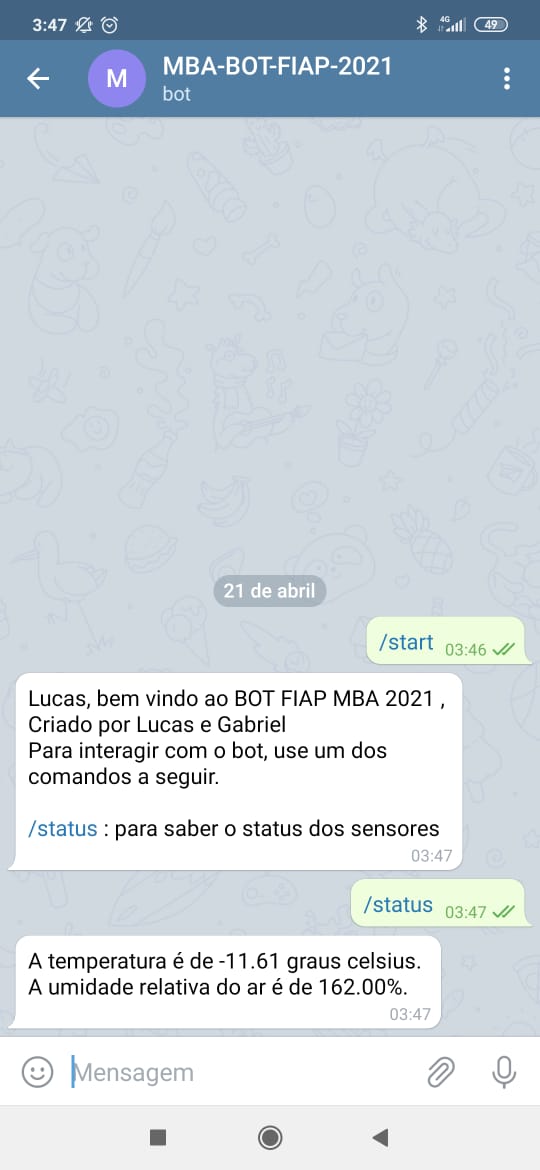 3:47
4G
49
M
MBA-BOT-FIAP-2021
bot
21 de abril
/start 03:46
Lucas, bem vindo ao BOT FIAP MBA 2021 ,
Criado por Lucas e Gabriel
Para interagir com o bot, use um dos
comandos a seguir.
/status : para saber o status dos sensores
03:47
/status 03:47
A temperatura é de -11.61 graus celsius.
A umidade relativa do ar é de 162.00%.
03:47
Mensagem